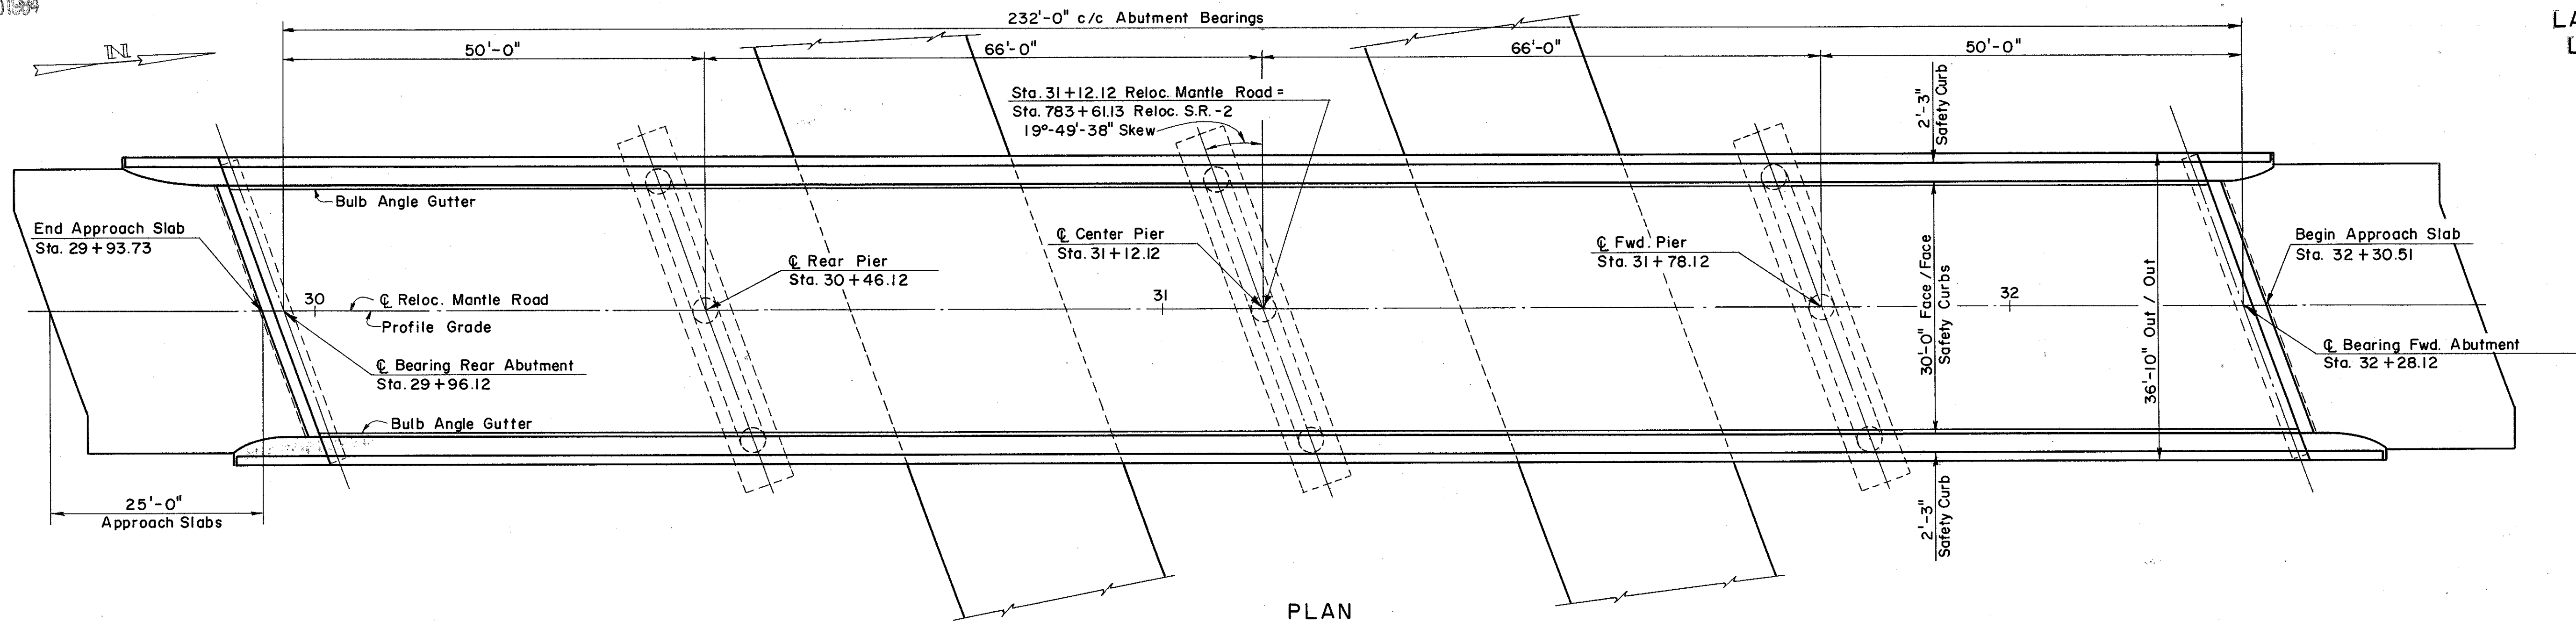 232'-0" c/c Abutment Bearings
LA
L
N
50'-0"
66'-0"
66'-0"
50'-0"
Sta. 31+12.12 Reloc. Mantle Road =
Sta. 783+61.13 Reloc. S.R.-2
19°-49'-38" Skew
2'-3"
Safety Curb
Bulb Angle Gutter
End Approach Slab
Sta. 29+93.73
℄ Rear Pier
Sta. 30+46.12
℄ Center Pier
Sta. 31+12.12
℄ Fwd. Pier
Sta. 31+78.12
Begin Approach Slab
Sta. 32+30.51
30
℄ Reloc. Mantle Road
Profile Grade
31
32
30'-0" Face/Face
Safety Curbs
36'-10" Out / Out
℄ Bearing Rear Abutment
Sta. 29+96.12
℄ Bearing Fwd. Abutment
Sta. 32+28.12
Bulb Angle Gutter
25'-0"
Approach Slabs
2'-3"
Safety Curb
PLAN